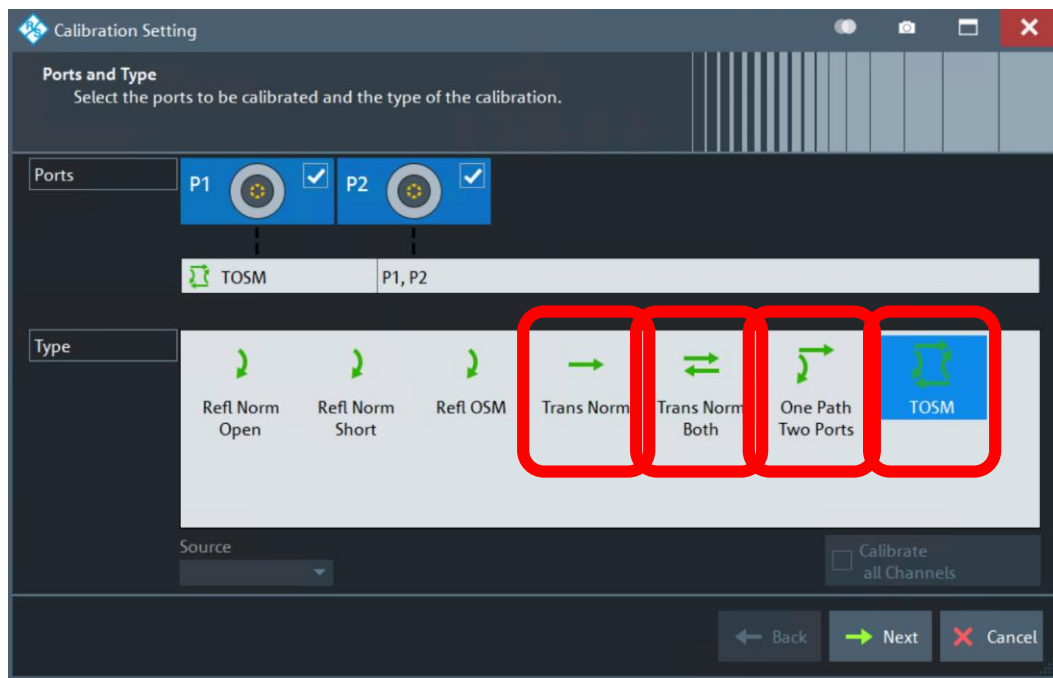 Calibration Setting
Ports and Type
Select the ports to be calibrated and the type of the calibration.
Ports
P1
P2
TOSM
P1, P2
Type
Refl Norm
Open
Refl Norm
Short
Refl OSM
Trans Norm
Trans Norm
Both
One Path
Two Ports
TOSM
Source
Calibrate
all Channels
Back
Next
Cancel